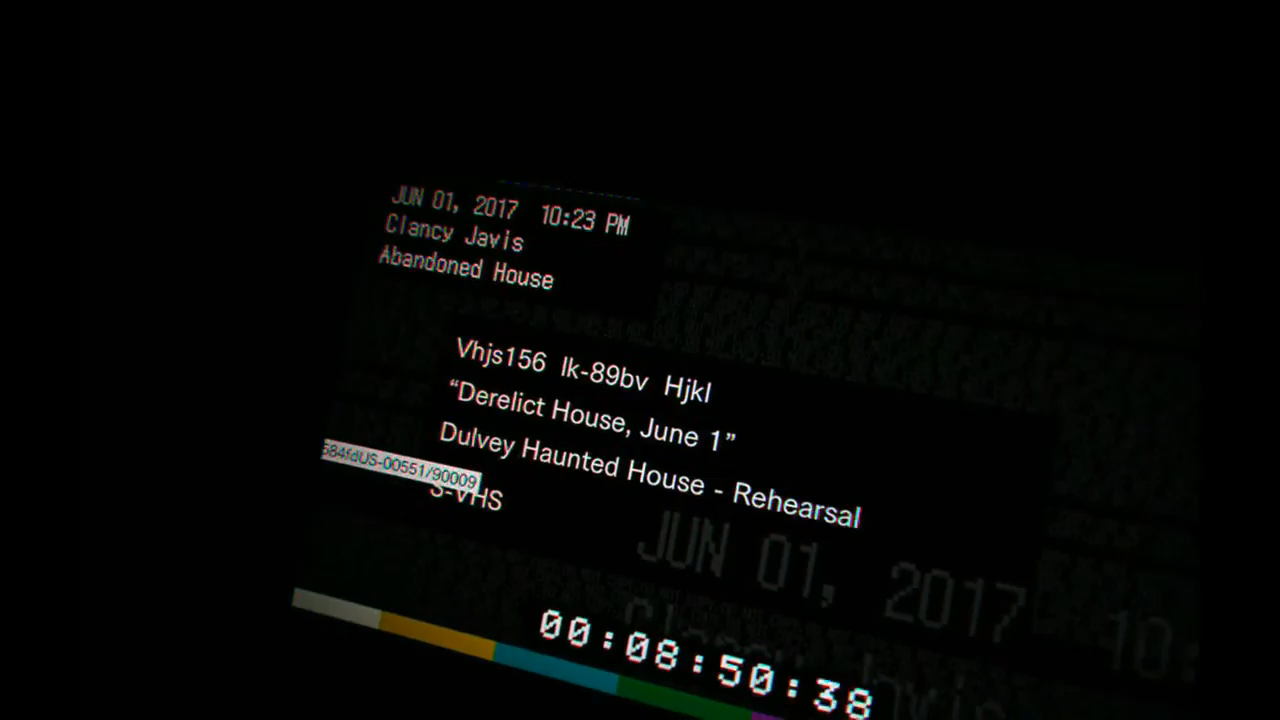 JUN 01, 2017 10:23 PM
Clancy Javis
Abandoned House
Vhjs156 lk-89bv Hjkl
“Derelict House, June 1”
Dulvey Haunted House - Rehearsal
584fdUS-00551/90009
S-VHS
JUN 01, 2017 10:
00:08:50:38